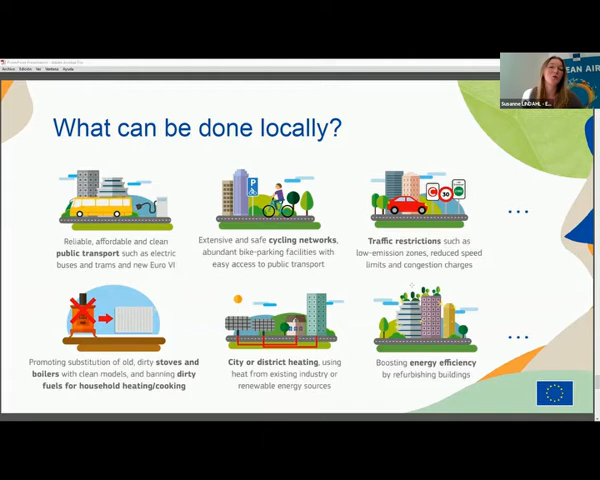 Archivo Edición Ver Ventana Ayuda
EAN AIR
Susanne LINDAHL - E...
What can be done locally?
P
30
Reliable, affordable and clean
public transport such as electric
buses and trams and new Euro VI
Extensive and safe cycling networks,
abundant bike-parking facilities with
easy access to public transport
Traffic restrictions such as
low-emission zones, reduced speed
limits and congestion charges
...
Promoting substitution of old, dirty stoves and
boilers with clean models, and banning dirty
fuels for household heating/cooking
City or district heating, using
heat from existing industry or
renewable energy sources
Boosting energy efficiency
by refurbishing buildings
...